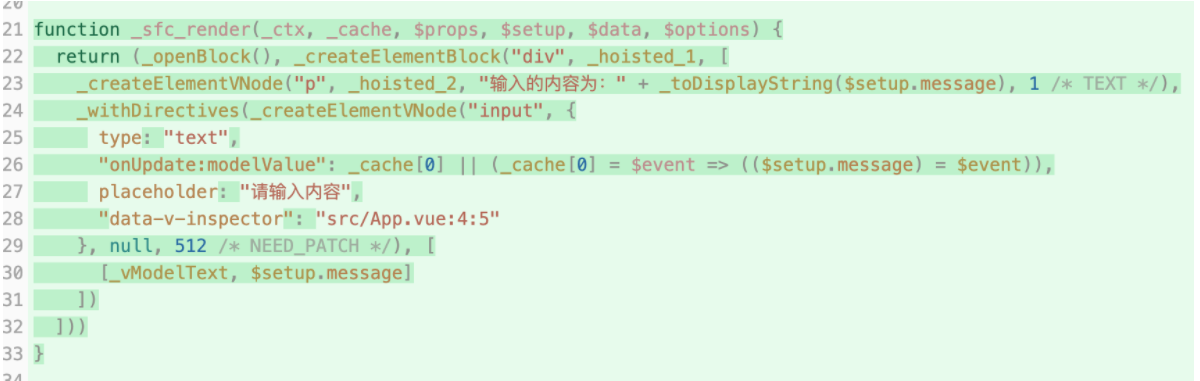 21 function _sfc_render(_ctx, _cache, $props, $setup, $data, $options) {
22   return (_openBlock(), _createElementBlock("div", _hoisted_1, [
23     _createElementVNode("p", _hoisted_2, "输入的内容为：" + _toDisplayString($setup.message), 1 /* TEXT */),
24     _withDirectives(_createElementVNode("input", {
25       type: "text",
26       "onUpdate:modelValue": _cache[0] || (_cache[0] = $event => (($setup.message) = $event)),
27       placeholder: "请输入内容",
28       "data-v-inspector": "src/App.vue:4:5"
29     }, null, 512 /* NEED_PATCH */), [
30       [_vModelText, $setup.message]
31     ])
32   ]))
33 }